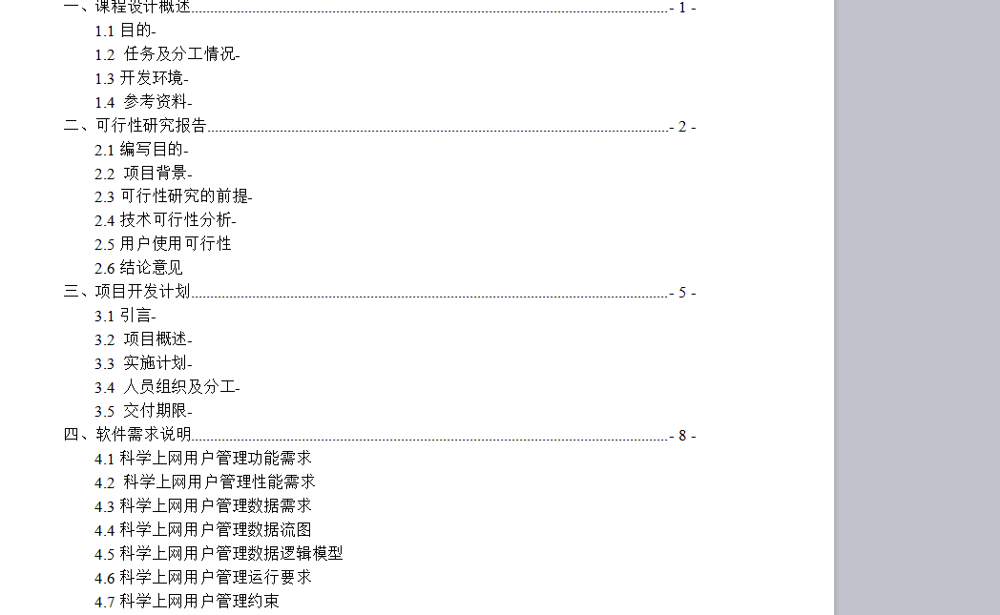 一、课程设计概述- 1 -
1.1 目的-
1.2 任务及分工情况-
1.3 开发环境-
1.4 参考资料-
二、可行性研究报告- 2 -
2.1 编写目的-
2.2 项目背景-
2.3 可行性研究的前提-
2.4 技术可行性分析-
2.5 用户使用可行性
2.6 结论意见
三、项目开发计划- 5 -
3.1 引言-
3.2 项目概述-
3.3 实施计划-
3.4 人员组织及分工-
3.5 交付期限-
四、软件需求说明- 8 -
4.1 科学上网用户管理功能需求
4.2 科学上网用户管理性能需求
4.3 科学上网用户管理数据需求
4.4 科学上网用户管理数据流图
4.5 科学上网用户管理数据逻辑模型
4.6 科学上网用户管理运行要求
4.7 科学上网用户管理约束